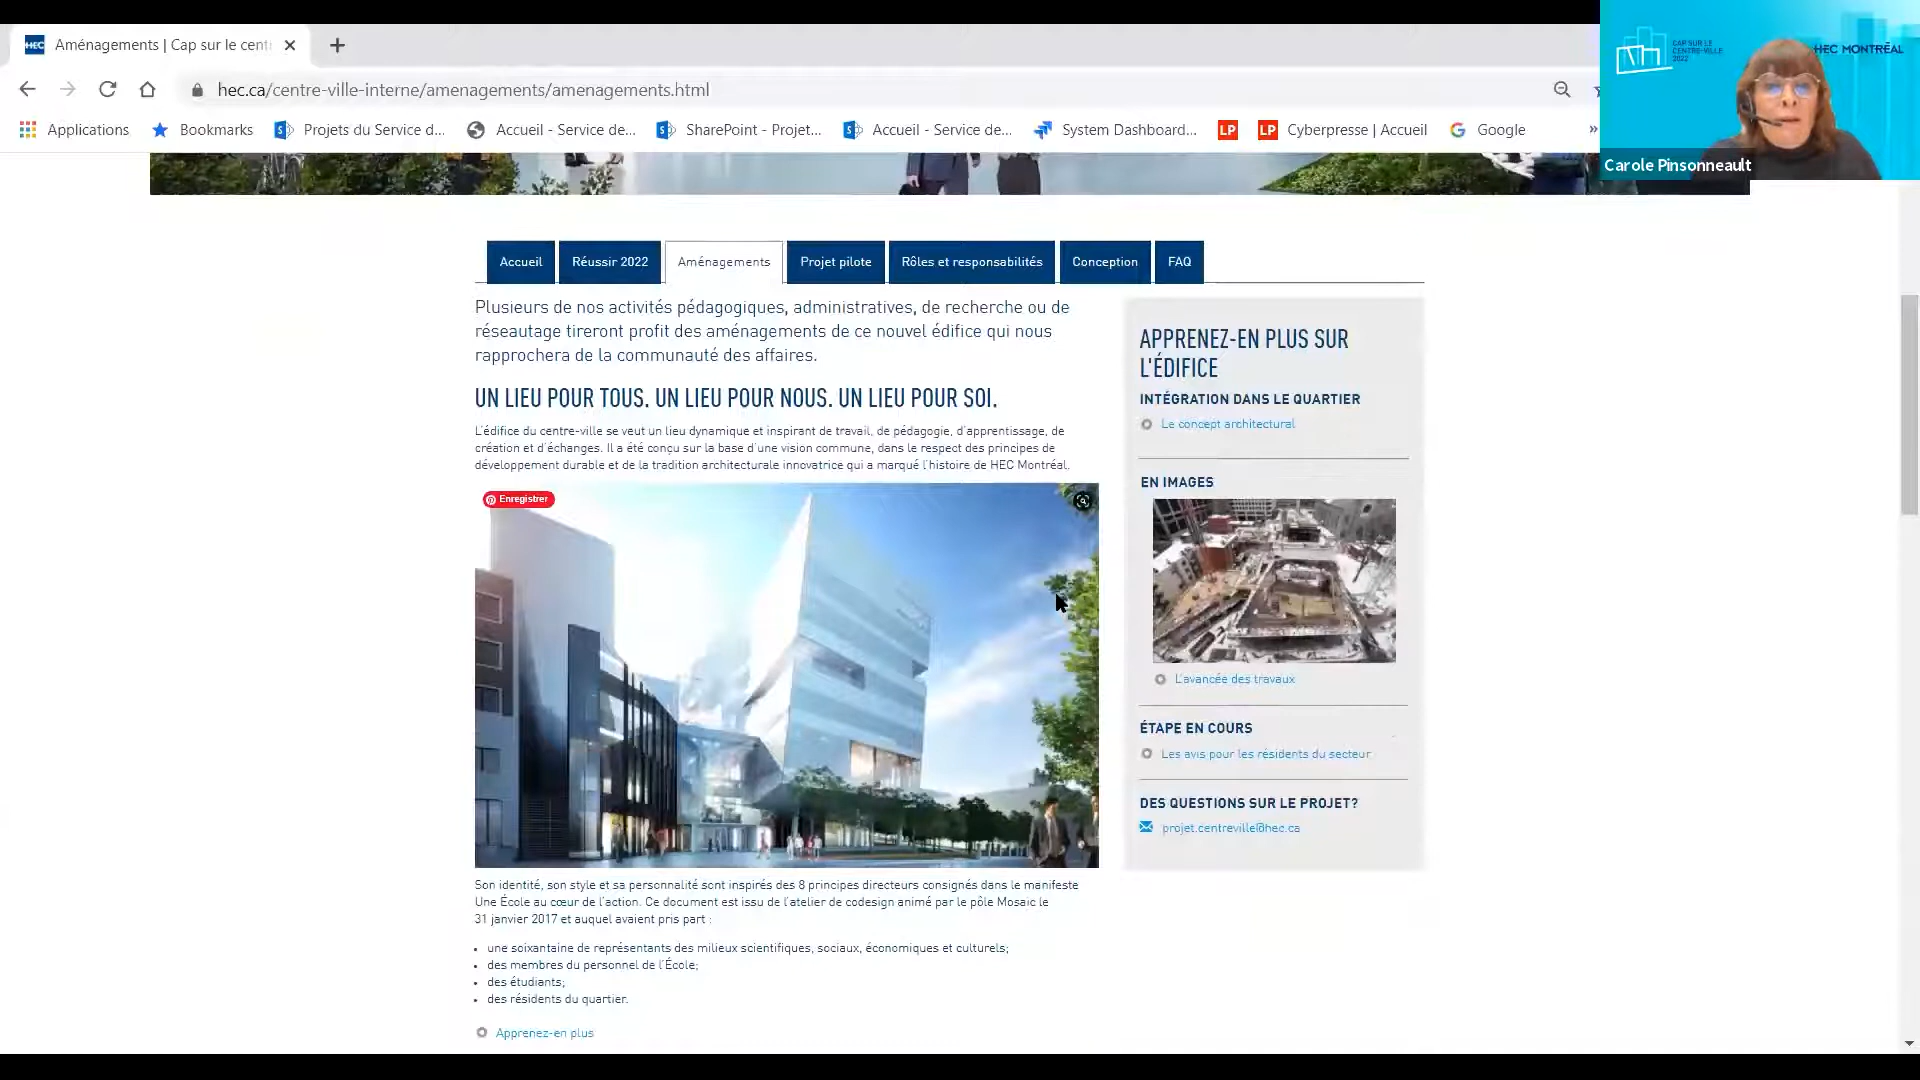 HEC Aménagements | Cap sur le cent
hec.ca/centre-ville-interne/amenagements/amenagements.html
Applications Bookmarks Projets du Service d... Accueil - Service de... SharePoint - Projet... Accueil - Service de... System Dashboard... LP LP Cyberpresse | Accueil G Google »
CAP SUR LE
CENTRE-VILLE
2022
HEC MONTRÉAL
Carole Pinsonneault
Accueil Réussir 2022 Aménagements Projet pilote Rôles et responsabilités Conception FAQ
Plusieurs de nos activités pédagogiques, administratives, de recherche ou de
réseautage tireront profit des aménagements de ce nouvel édifice qui nous
rapprochera de la communauté des affaires.
UN LIEU POUR TOUS. UN LIEU POUR NOUS. UN LIEU POUR SOI.
L'édifice du centre-ville se veut un lieu dynamique et inspirant de travail, de pédagogie, d'apprentissage, de
création et d'échanges. Il a été conçu sur la base d'une vision commune, dans le respect des principes de
développement durable et de la tradition architecturale innovatrice qui a marqué l'histoire de HEC Montréal.
Enregistrer
Son identité, son style et sa personnalité sont inspirés des 8 principes directeurs consignés dans le manifeste
Une École au cœur de l'action. Ce document est issu de l'atelier de codesign animé par le pôle Mosaic le
31 janvier 2017 et auquel avaient pris part :
• une soixantaine de représentants des milieux scientifiques, sociaux, économiques et culturels;
• des membres du personnel de l'École;
• des étudiants;
• des résidents du quartier.
Apprenez-en plus
APPRENEZ-EN PLUS SUR
L'ÉDIFICE
INTÉGRATION DANS LE QUARTIER
Le concept architectural
EN IMAGES
L'avancée des travaux
ÉTAPE EN COURS
Les avis pour les résidents du secteur
DES QUESTIONS SUR LE PROJET?
projet.centreville@hec.ca